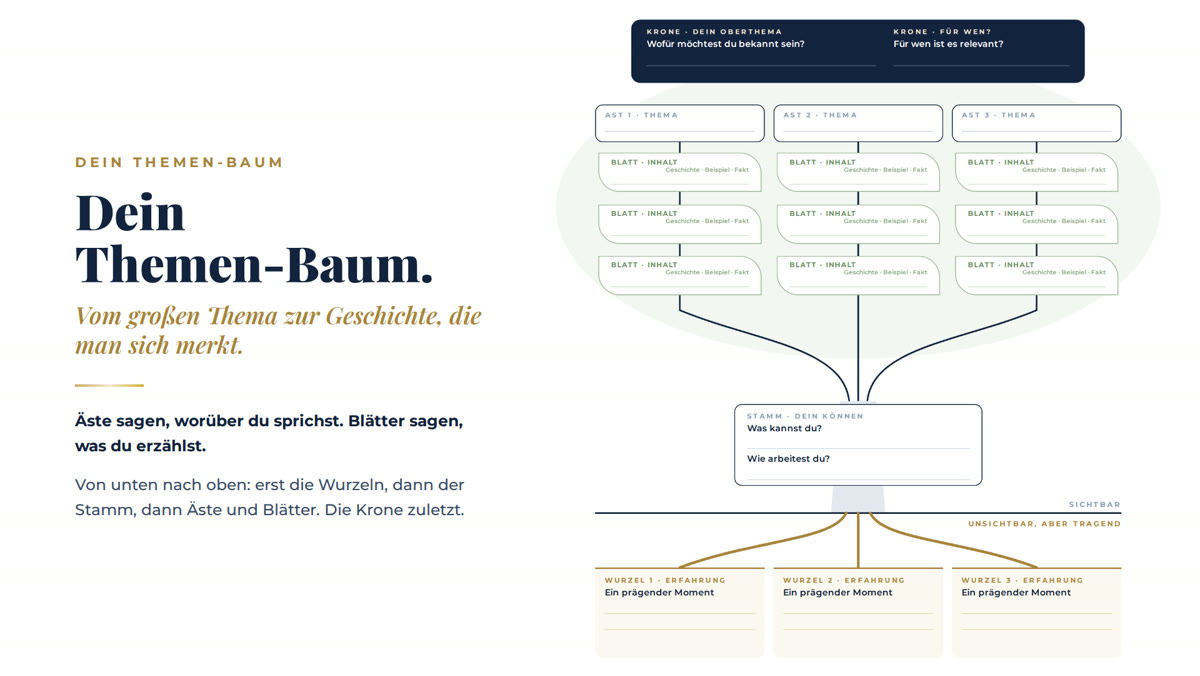 DEIN THEMEN-BAUM
Dein
Themen-Baum.
Vom großen Thema zur Geschichte, die
man sich merkt.
Äste sagen, worüber du sprichst. Blätter sagen,
was du erzählst.
Von unten nach oben: erst die Wurzeln, dann der
Stamm, dann Äste und Blätter. Die Krone zuletzt.
KRONE · DEIN OBERTHEMA
Wofür möchtest du bekannt sein?
KRONE · FÜR WEN?
Für wen ist es relevant?
AST 1 · THEMA
AST 2 · THEMA
AST 3 · THEMA
BLATT · INHALT
Geschichte · Beispiel · Fakt
BLATT · INHALT
Geschichte · Beispiel · Fakt
BLATT · INHALT
Geschichte · Beispiel · Fakt
BLATT · INHALT
Geschichte · Beispiel · Fakt
BLATT · INHALT
Geschichte · Beispiel · Fakt
BLATT · INHALT
Geschichte · Beispiel · Fakt
BLATT · INHALT
Geschichte · Beispiel · Fakt
BLATT · INHALT
Geschichte · Beispiel · Fakt
BLATT · INHALT
Geschichte · Beispiel · Fakt
STAMM · DEIN KÖNNEN
Was kannst du?
Wie arbeitest du?
SICHTBAR
UNSICHTBAR, ABER TRAGEND
WURZEL 1 · ERFAHRUNG
Ein prägender Moment
WURZEL 2 · ERFAHRUNG
Ein prägender Moment
WURZEL 3 · ERFAHRUNG
Ein prägender Moment